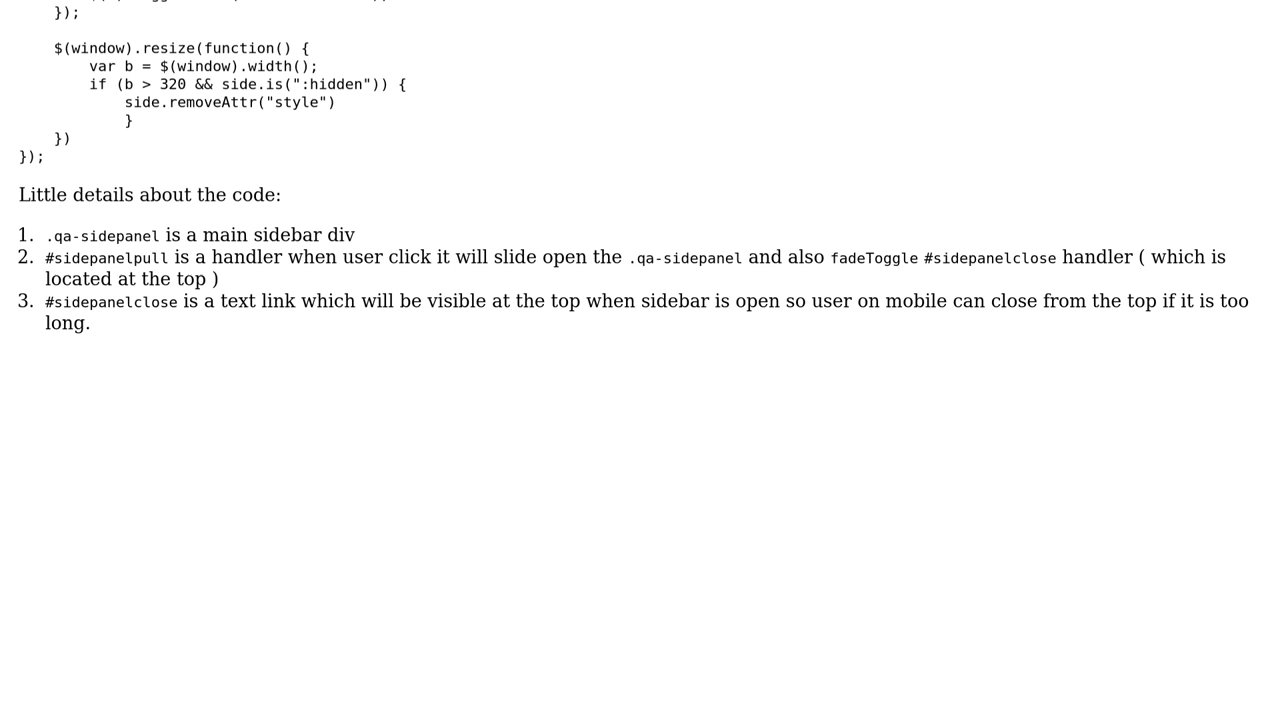 });
$(window).resize(function() {
var b = $(window).width();
if (b > 320 && side.is(":hidden")) {
side.removeAttr("style")
}
})
});
Little details about the code:
1. .qa-sidepanel is a main sidebar div
2. #sidepanelpull is a handler when user click it will slide open the .qa-sidepanel and also fadeToggle #sidepanelclose handler ( which is
located at the top )
3. #sidepanelclose is a text link which will be visible at the top when sidebar is open so user on mobile can close from the top if it is too
long.